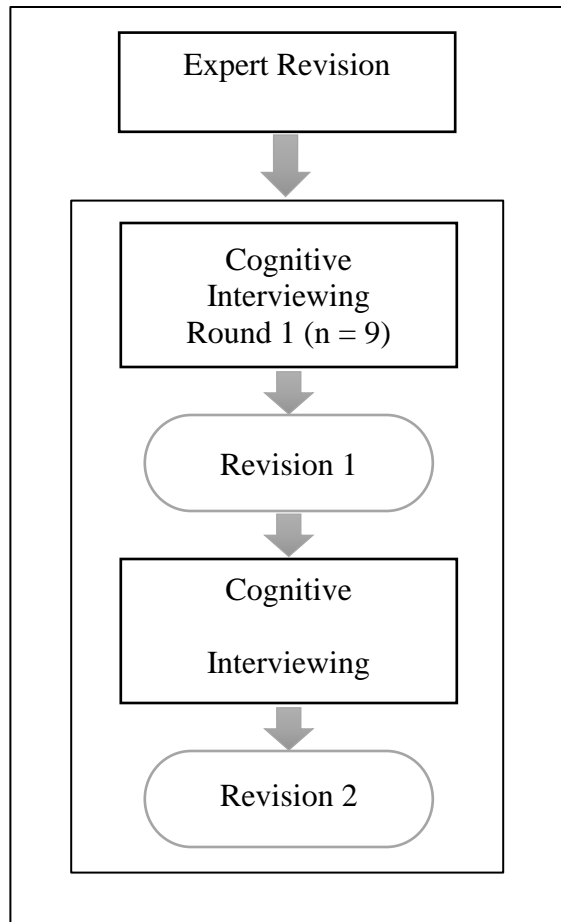 Expert Revision
Cognitive
Interviewing
Round 1 (n = 9)
Revision 1
Cognitive
Interviewing
Revision 2